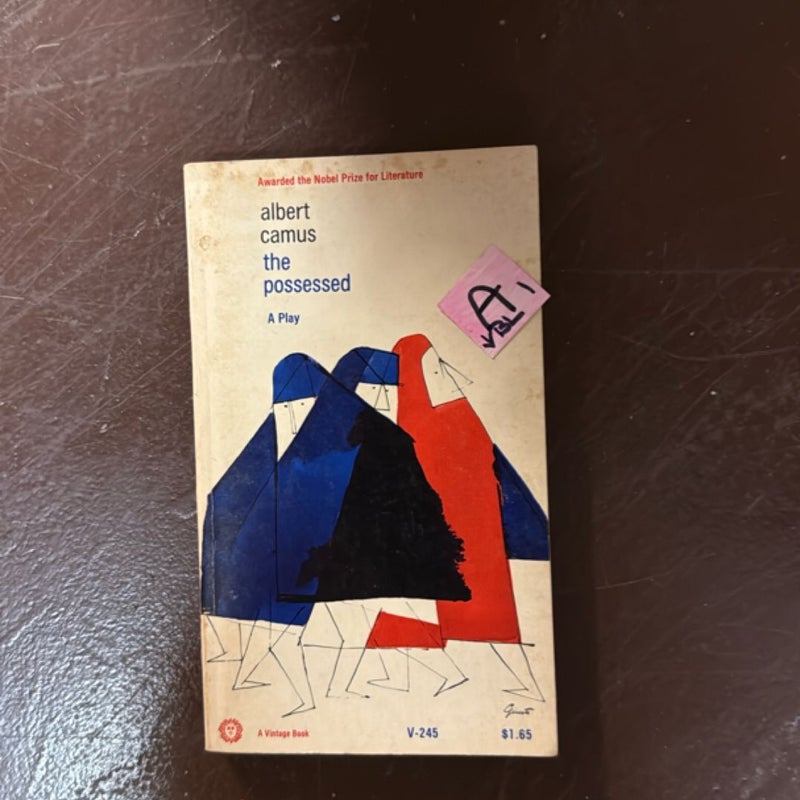 Awarded the Nobel Prize for Literature
albert
camus
the
possessed
A Play
A
A Vintage Book
V-245
$1.65